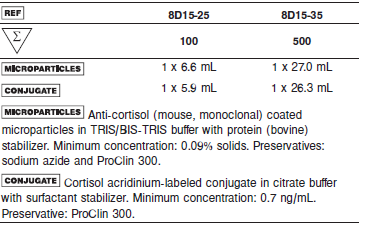 REF 8D15-25 8D15-35
Σ 100 500
MICROPARTICLES 1 x 6.6 mL 1 x 27.0 mL
CONJUGATE 1 x 5.9 mL 1 x 26.3 mL
MICROPARTICLES Anti-cortisol (mouse, monoclonal) coated
microparticles in TRIS/BIS-TRIS buffer with protein (bovine)
stabilizer. Minimum concentration: 0.09% solids. Preservatives:
sodium azide and ProClin 300.
CONJUGATE Cortisol acridinium-labeled conjugate in citrate buffer
with surfactant stabilizer. Minimum concentration: 0.7 ng/mL.
Preservative: ProClin 300.